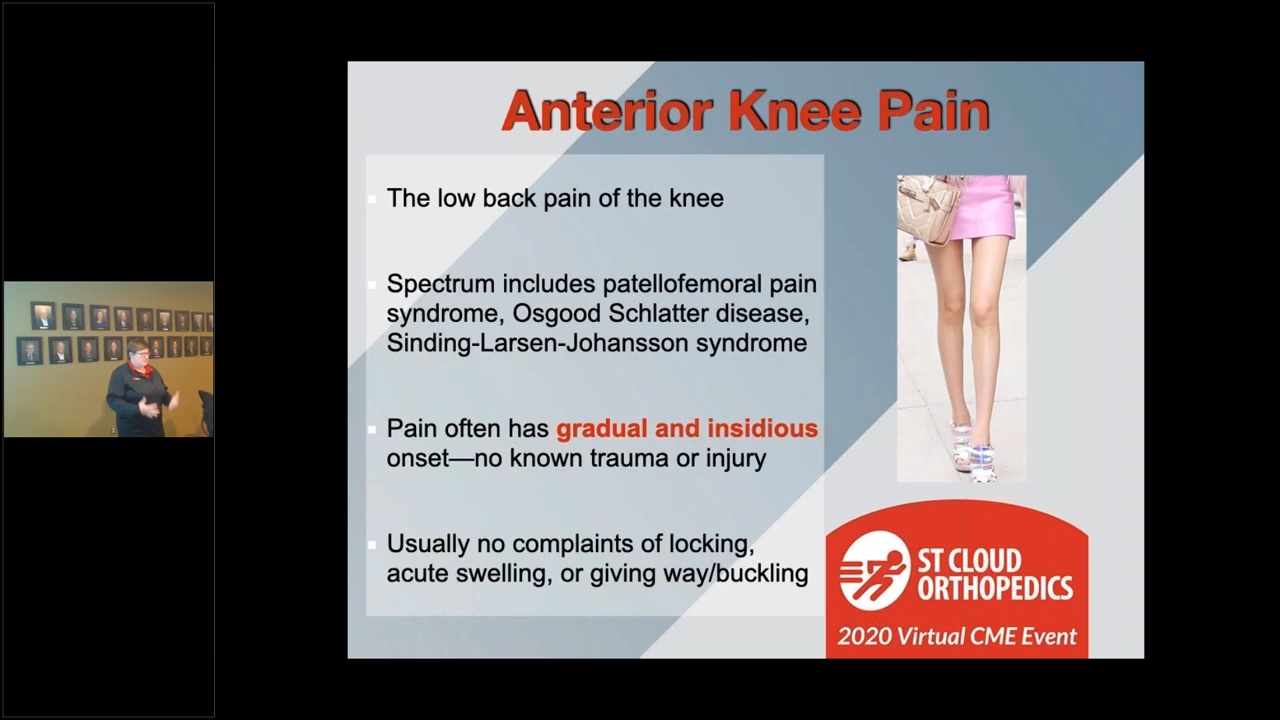 Anterior Knee Pain
The low back pain of the knee
Spectrum includes patellofemoral pain
syndrome, Osgood Schlatter disease,
Sinding-Larsen-Johansson syndrome
Pain often has gradual and insidious
onset—no known trauma or injury
Usually no complaints of locking,
acute swelling, or giving way/buckling
ST CLOUD
ORTHOPEDICS
2020 Virtual CME Event